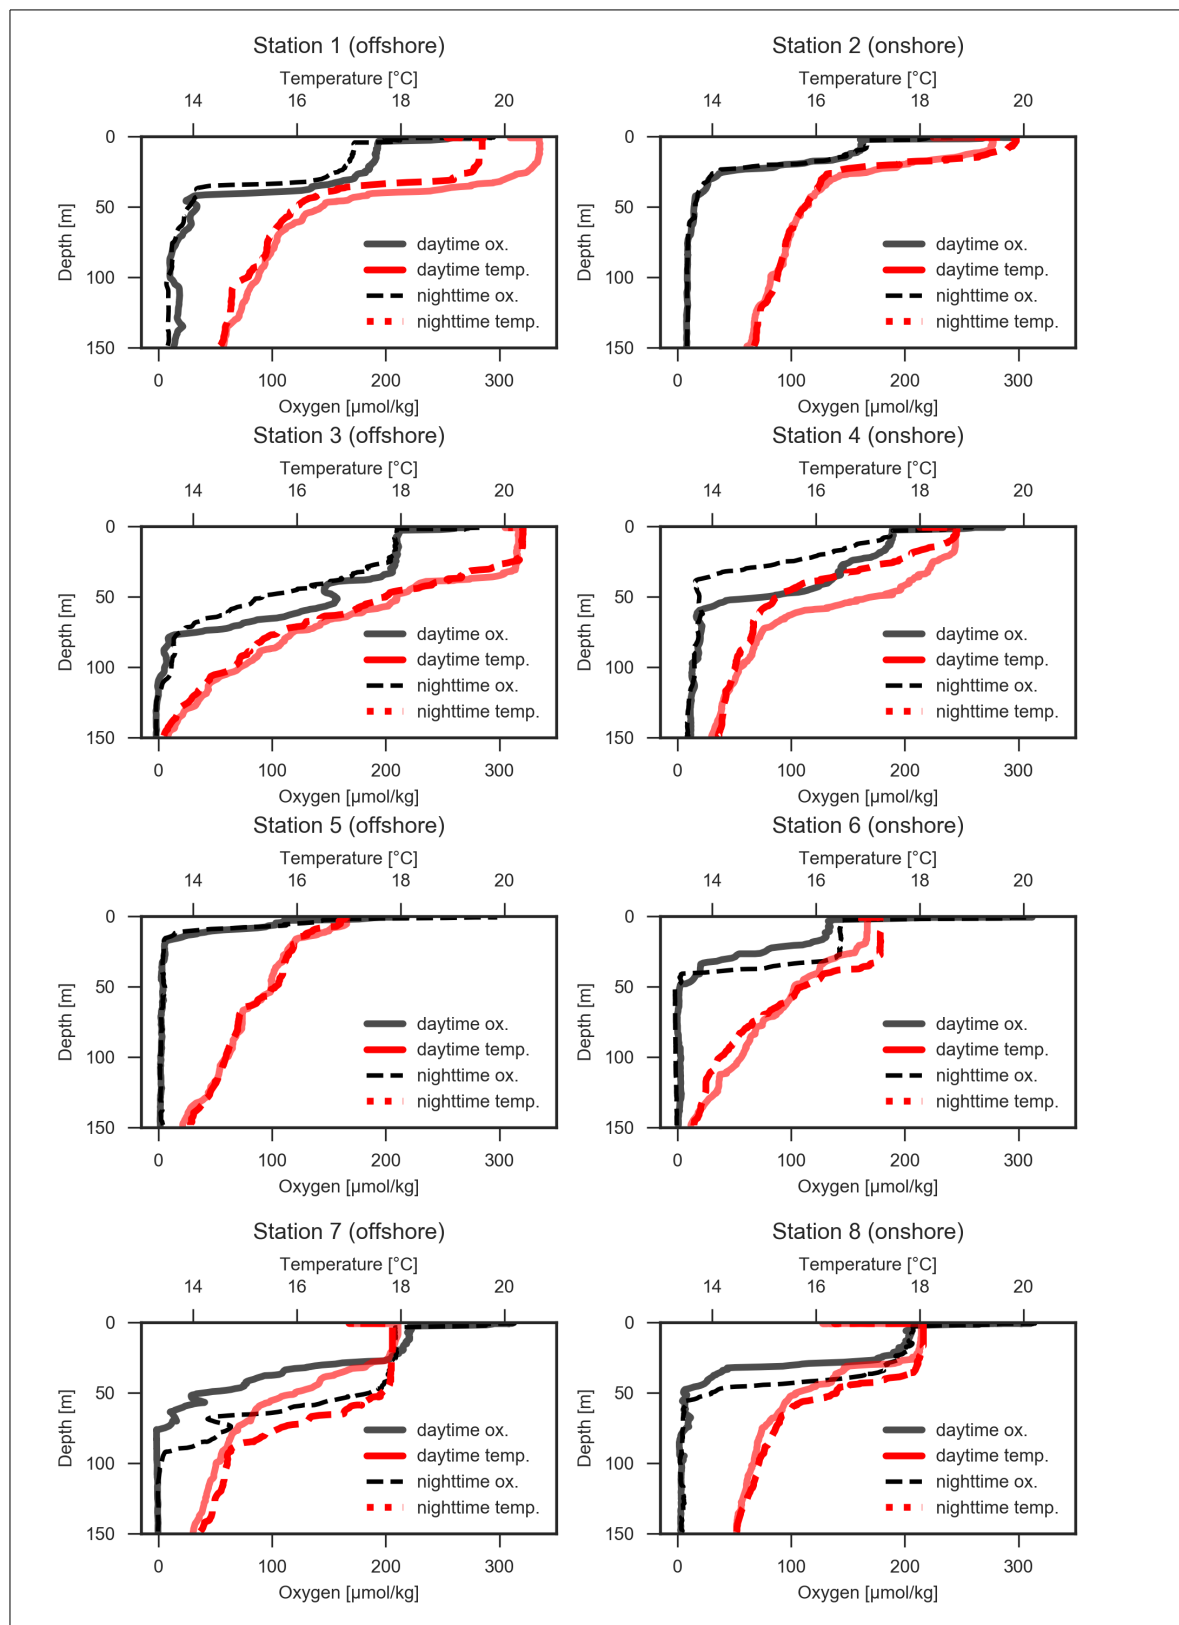 Station 1 (offshore)
Temperature [°C]
14 16 18 20
0
50
100
150
Depth [m]
daytime ox.
daytime temp.
nighttime ox.
nighttime temp.
0 100 200 300
Oxygen [µmol/kg]
Station 2 (onshore)
Temperature [°C]
14 16 18 20
0
50
100
150
Depth [m]
daytime ox.
daytime temp.
nighttime ox.
nighttime temp.
0 100 200 300
Oxygen [µmol/kg]
Station 3 (offshore)
Temperature [°C]
14 16 18 20
0
50
100
150
Depth [m]
daytime ox.
daytime temp.
nighttime ox.
nighttime temp.
0 100 200 300
Oxygen [µmol/kg]
Station 4 (onshore)
Temperature [°C]
14 16 18 20
0
50
100
150
Depth [m]
daytime ox.
daytime temp.
nighttime ox.
nighttime temp.
0 100 200 300
Oxygen [µmol/kg]
Station 5 (offshore)
Temperature [°C]
14 16 18 20
0
50
100
150
Depth [m]
daytime ox.
daytime temp.
nighttime ox.
nighttime temp.
0 100 200 300
Oxygen [µmol/kg]
Station 6 (onshore)
Temperature [°C]
14 16 18 20
0
50
100
150
Depth [m]
daytime ox.
daytime temp.
nighttime ox.
nighttime temp.
0 100 200 300
Oxygen [µmol/kg]
Station 7 (offshore)
Temperature [°C]
14 16 18 20
0
50
100
150
Depth [m]
daytime ox.
daytime temp.
nighttime ox.
nighttime temp.
0 100 200 300
Oxygen [µmol/kg]
Station 8 (onshore)
Temperature [°C]
14 16 18 20
0
50
100
150
Depth [m]
daytime ox.
daytime temp.
nighttime ox.
nighttime temp.
0 100 200 300
Oxygen [µmol/kg]